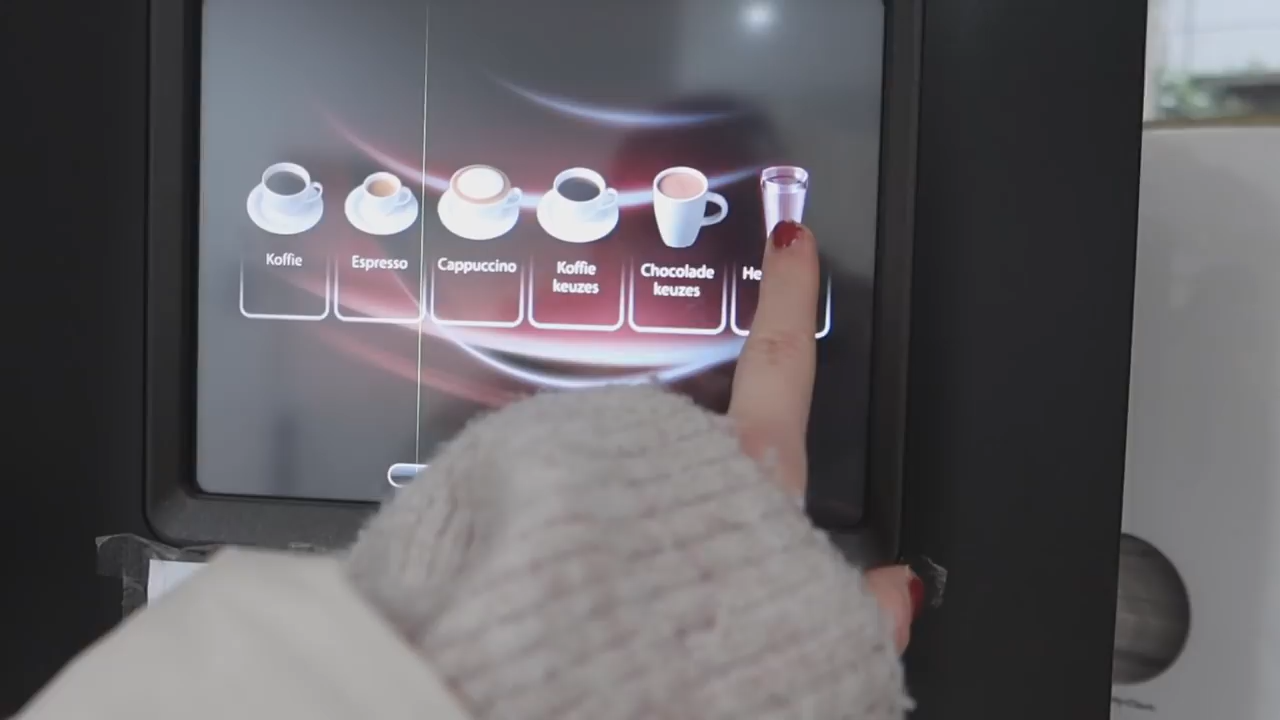 Koffie
Espresso
Cappuccino
Koffie
keuzes
Chocolade
keuzes